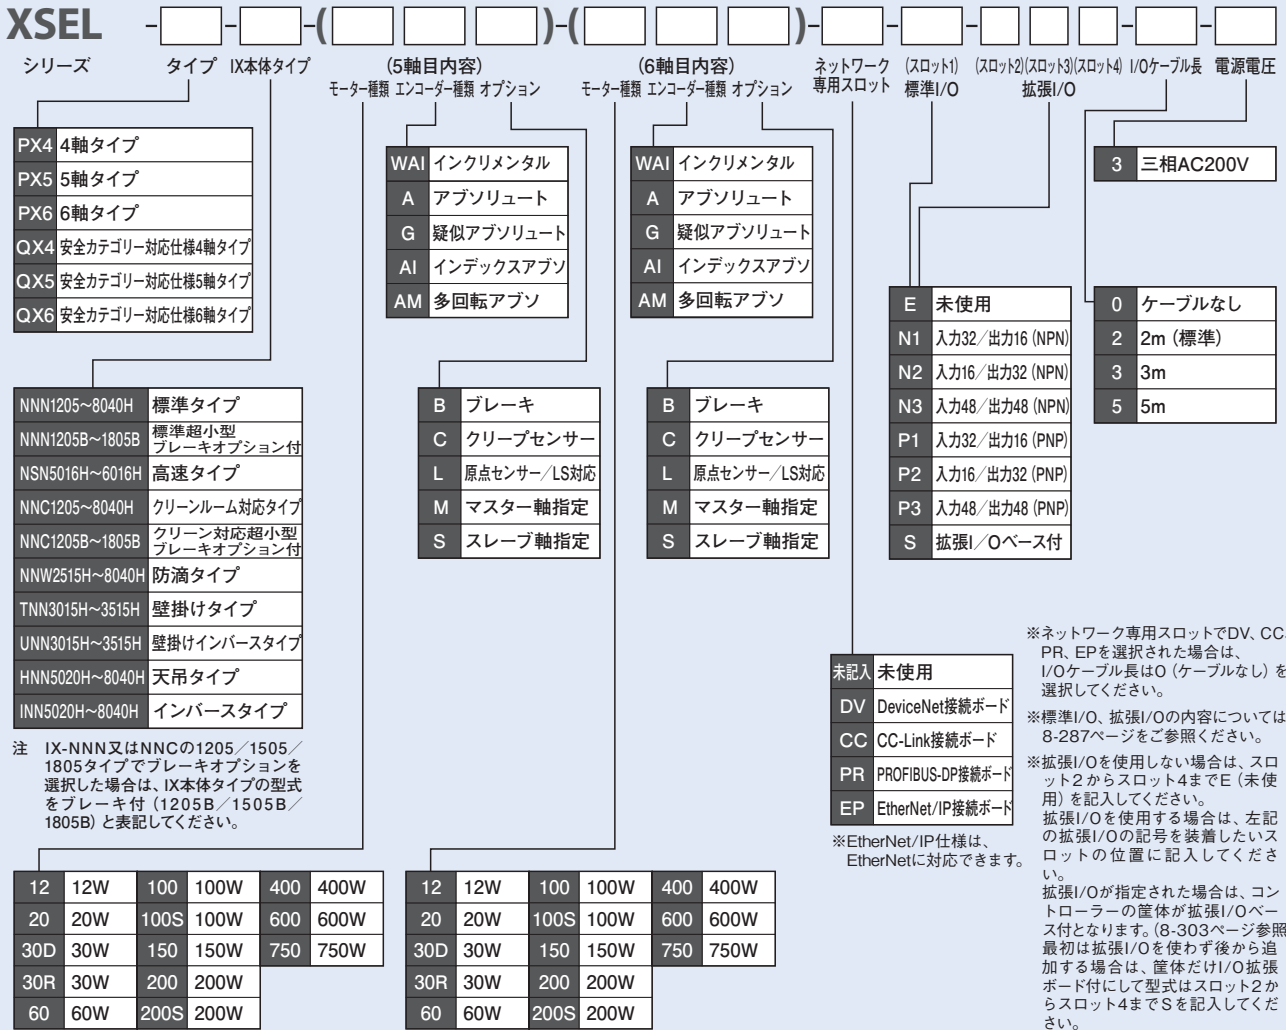 XSEL - - -( )-( )- - - - -
シリーズ タイプ IX本体タイプ (5軸目内容) (6軸目内容) ネットワーク専用スロット (スロット1) 標準I/O (スロット2)(スロット3)(スロット4) 拡張I/O I/Oケーブル長 電源電圧
モーター種類 エンコーダー種類 オプション モーター種類 エンコーダー種類 オプション
PX4 4軸タイプ
PX5 5軸タイプ
PX6 6軸タイプ
QX4 安全カテゴリー対応仕様4軸タイプ
QX5 安全カテゴリー対応仕様5軸タイプ
QX6 安全カテゴリー対応仕様6軸タイプ
NNN1205~8040H 標準タイプ
NNN1205B~1805B 標準超小型
ブレーキオプション付
NSN5016H~6016H 高速タイプ
NNC1205~8040H クリーンルーム対応タイプ
NNC1205B~1805B クリーン対応超小型
ブレーキオプション付
NNW2515H~8040H 防滴タイプ
TNN3015H~3515H 壁掛けタイプ
UNN3015H~3515H 壁掛けインバースタイプ
HNN5020H~8040H 天吊タイプ
INN5020H~8040H インバースタイプ
注 IX-NNN又はNNCの1205/1505/
1805タイプでブレーキオプションを
選択した場合は、IX本体タイプの型式
をブレーキ付(1205B/1505B/
1805B)と表記してください。
WAI インクリメンタル
A アブソリュート
G 疑似アブソリュート
AI インデックスアブソ
AM 多回転アブソ
B ブレーキ
C クリープセンサー
L 原点センサー/LS対応
M マスター軸指定
S スレーブ軸指定
WAI インクリメンタル
A アブソリュート
G 疑似アブソリュート
AI インデックスアブソ
AM 多回転アブソ
B ブレーキ
C クリープセンサー
L 原点センサー/LS対応
M マスター軸指定
S スレーブ軸指定
E 未使用
N1 入力32/出力16(NPN)
N2 入力16/出力32(NPN)
N3 入力48/出力48(NPN)
P1 入力32/出力16(PNP)
P2 入力16/出力32(PNP)
P3 入力48/出力48(PNP)
S 拡張I/Oベース付
3 三相AC200V
0 ケーブルなし
2 2m(標準)
3 3m
5 5m
未記入 未使用
DV DeviceNet接続ボード
CC CC-Link接続ボード
PR PROFIBUS-DP接続ボード
EP EtherNet/IP接続ボード
※EtherNet/IP仕様は、
EtherNetに対応できます。
※ネットワーク専用スロットでDV、CC、
PR、EPを選択された場合は、
I/Oケーブル長はO(ケーブルなし)を
選択してください。
※標準I/O、拡張I/Oの内容については
8-287ページをご参照ください。
※拡張I/Oを使用しない場合は、スロ
ット2からスロット4までE(未使
用)を記入してください。
拡張I/Oを使用する場合は、左記
の拡張I/Oの記号を装着したいス
ロットの位置に記入してくださ
い。
拡張I/Oが指定された場合は、コン
トローラーの筐体が拡張I/Oベー
ス付となります。(8-303ページ参照
最初は拡張I/Oを使わず後から追
加する場合は、筐体だけI/O拡張
ボード付にして型式はスロット2か
らスロット4までSを記入してくだ
さい。
12 12W 100 100W 400 400W
20 20W 100S 100W 600 600W
30D 30W 150 150W 750 750W
30R 30W 200 200W
60 60W 200S 200W
12 12W 100 100W 400 400W
20 20W 100S 100W 600 600W
30D 30W 150 150W 750 750W
30R 30W 200 200W
60 60W 200S 200W